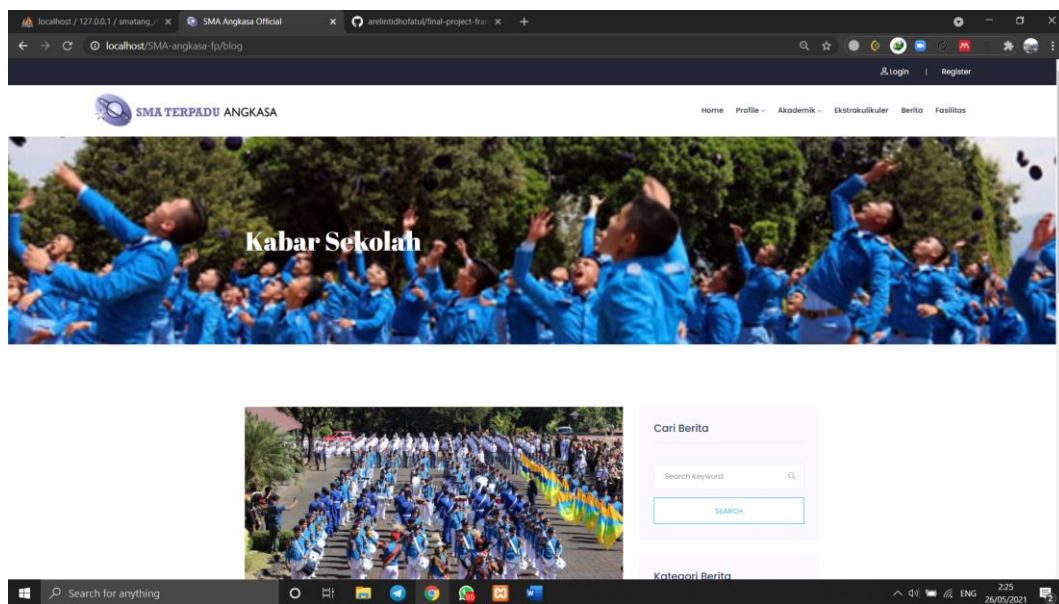 localhost / 127.0.0.1 / smatang_
SMA Angkasa Official
arelintidhofatul/final-project-fram
localhost/SMA-angkasa-fp/blog
Login | Register
SMA TERPADU ANGKASA
Home Profile Akademik Ekstrakulikuler Berita Fasilitas
Kabar Sekolah
Cari Berita
Search Keyword
SEARCH
Kategori Berita
Search for anything
ENG
2:25
26/05/2021